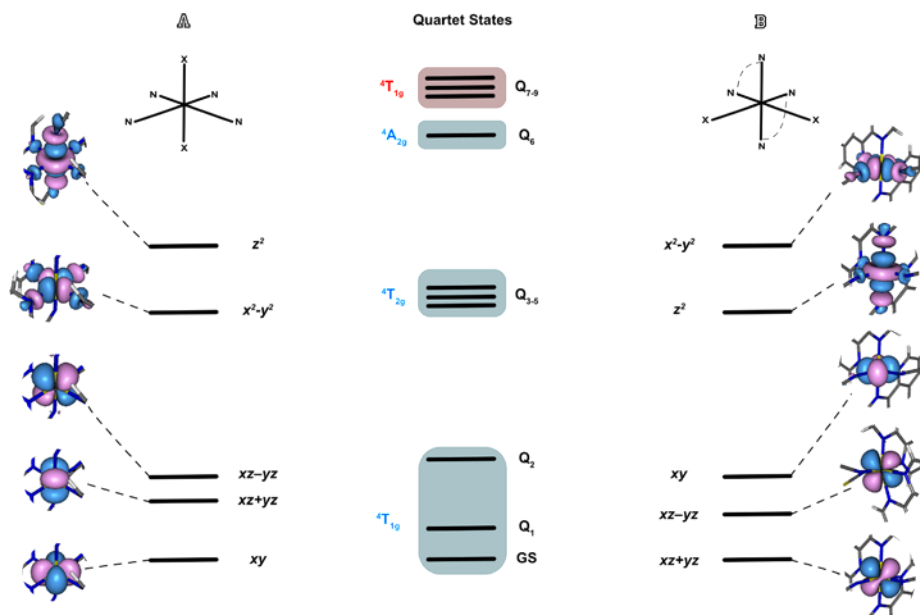 A Quartet States B
X
N N
N N
X
⁴T₁g Q₇₋₉
⁴A₂g Q₆
N
N N
X X
N
z²
x²-y²
⁴T₂g Q₃₋₅
x²-y²
z²
xz−yz
xz+yz
xy
⁴T₁g Q₂
Q₁
GS
xy
xz−yz
xz+yz